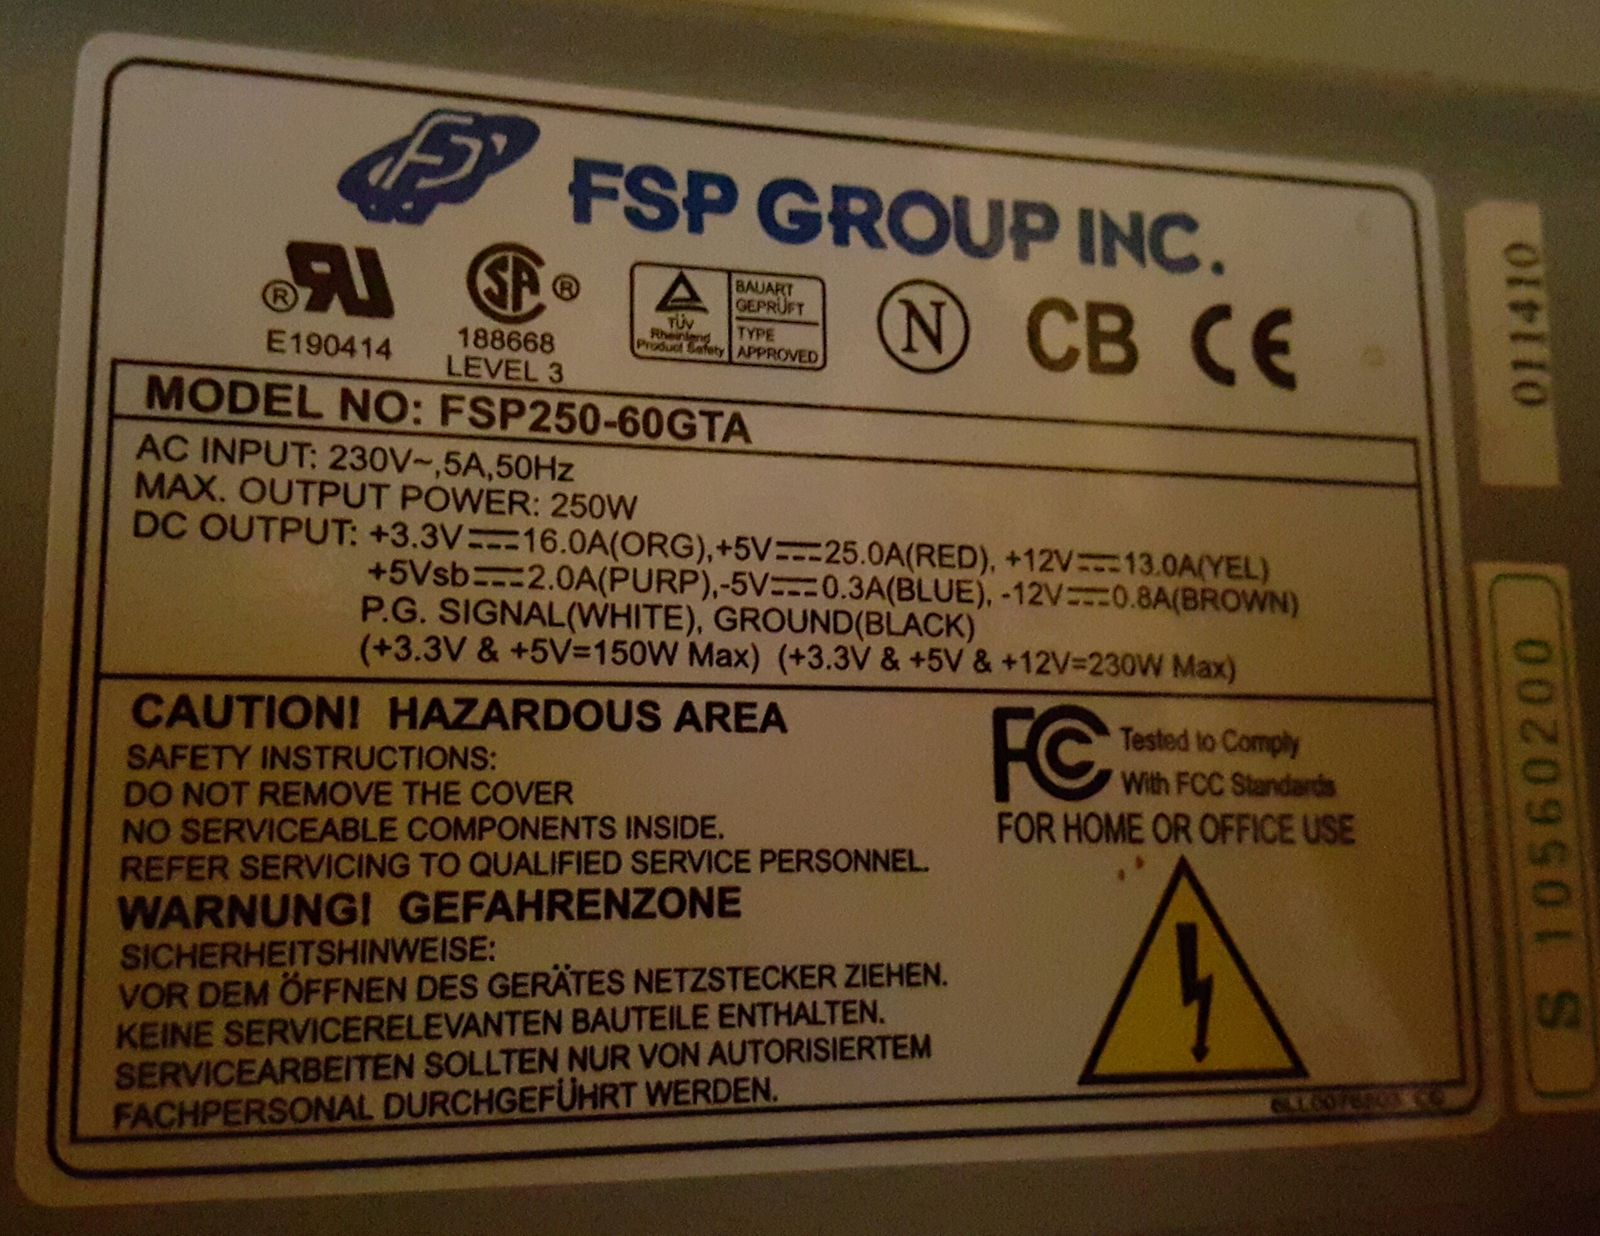 FSP
FSP GROUP INC.
® RU
E190414
SA ®
188668
LEVEL 3
TÜV
Rheinland
Product Safety
BAUART
GEPRÜFT
TYPE
APPROVED
N
CB
CE
MODEL NO: FSP250-60GTA
AC INPUT: 230V~,5A,50Hz
MAX. OUTPUT POWER: 250W
DC OUTPUT: +3.3V⎓16.0A(ORG),+5V⎓25.0A(RED), +12V⎓13.0A(YEL)
+5Vsb⎓2.0A(PURP),-5V⎓0.3A(BLUE), -12V⎓0.8A(BROWN)
P.G. SIGNAL(WHITE), GROUND(BLACK)
(+3.3V & +5V=150W Max) (+3.3V & +5V & +12V=230W Max)
CAUTION! HAZARDOUS AREA
SAFETY INSTRUCTIONS:
DO NOT REMOVE THE COVER
NO SERVICEABLE COMPONENTS INSIDE.
REFER SERVICING TO QUALIFIED SERVICE PERSONNEL.
WARNUNG! GEFAHRENZONE
SICHERHEITSHINWEISE:
VOR DEM ÖFFNEN DES GERÄTES NETZSTECKER ZIEHEN.
KEINE SERVICERELEVANTEN BAUTEILE ENTHALTEN.
SERVICEARBEITEN SOLLTEN NUR VON AUTORISIERTEM
FACHPERSONAL DURCHGEFÜHRT WERDEN.
FC Tested to Comply
With FCC Standards
FOR HOME OR OFFICE USE
011410
S 10560200